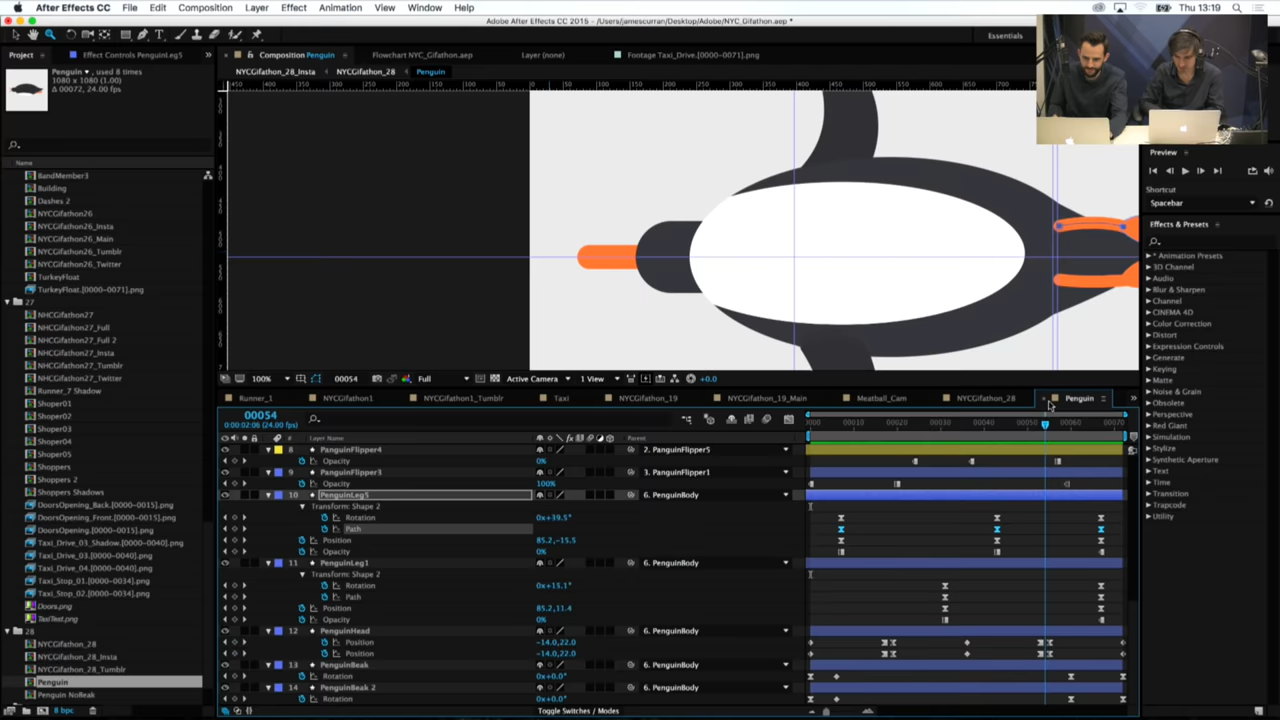 After Effects CC File Edit Composition Layer Effect Animation View Window Help Thu 13:19
Adobe After Effects CC 2015 - /Users/jamescurran/Desktop/Adobe/NYC_Gifathon.aep *
Essentials
Project Effect Controls PenguinLeg5
Composition Penguin Flowchart NYC_Gifathon.aep Layer (none) Footage Taxi_Drive.[0000-0071].png
Penguin , used 8 times
1080 x 1080 (1.00)
Δ 00072, 24.00 fps
NYCGifathon_28_Insta NYCGifathon_28 Penguin
Name
BandMember3
Building
Dashes 2
NYCGifathon26
NYCGifathon26_Insta
NYCGifathon26_Main
NYCGifathon26_Tumblr
NYCGifathon26_Twitter
TurkeyFloat
TurkeyFloat.[0000-0071].png
27
NHCGifathon27
NHCGifathon27_Full
NHCGifathon27_Full 2
NHCGifathon27_Insta
NHCGifathon27_Tumblr
NHCGifathon27_Twitter
Runner_7 Shadow
Shoper02
Shoper03
Shoper04
Shoper05
Shoppers
Shoppers 2
Shoppers Shadows
DoorsOpening_Back.[0000-0015].png
DoorsOpening_Front.[0000-0015].png
DoorsOpening.[0000-0015].png
Taxi_Drive_03_Shadow.[0000-0040].png
Taxi_Drive_03.[0000-0040].png
Taxi_Drive_04.[0000-0040].png
Taxi_Stop_01.[0000-0034].png
Taxi_Stop_02.[0000-0034].png
Doors.png
TaxiTest.png
28
NYCGifathon_28
NYCGifathon_28_Insta
NYCGifathon_28_Tumblr
Penguin
Penguin NoBeak
8 bpc
100% 00054 Full Active Camera 1 View +0.0
Preview
Shortcut
Spacebar
Effects & Presets
* Animation Presets
3D Channel
Audio
Blur & Sharpen
Channel
CINEMA 4D
Color Correction
Distort
Expression Controls
Generate
Keying
Matte
Noise & Grain
Obsolete
Perspective
Red Giant
Simulation
Stylize
Synthetic Aperture
Text
Time
Transition
Trapcode
Utility
Runner_1 NYCGifathon1 NYCGifathon1_Tumblr Taxi NYCGifathon_19 NYCGifathon_19_Main Meatball_Cam NYCGifathon_28 Penguin
00054
0:00:02:06 (24.00 fps)
00010 00020 00030 00040 00050 00060 00070
# Layer Name Parent
8 PanguinFlipper4 2. PanguinFlipper5
Opacity 0%
9 PanguinFlipper3 3. PanguinFlipper1
Opacity 100%
10 PenguinLeg5 6. PenguinBody
Transform: Shape 2
Rotation 0x+39.5°
Path
Position 85.2,-15.5
Opacity 0%
11 PenguinLeg1 6. PenguinBody
Transform: Shape 2
Rotation 0x+15.1°
Path
Position 85.2,11.4
Opacity 0%
12 PenguinHead 6. PenguinBody
Position -14.0,22.0
Position -14.0,22.0
13 PenguinBeak 6. PenguinBody
Rotation 0x+0.0°
14 PenguinBeak 2 6. PenguinBody
Rotation 0x+0.0°
Toggle Switches / Modes